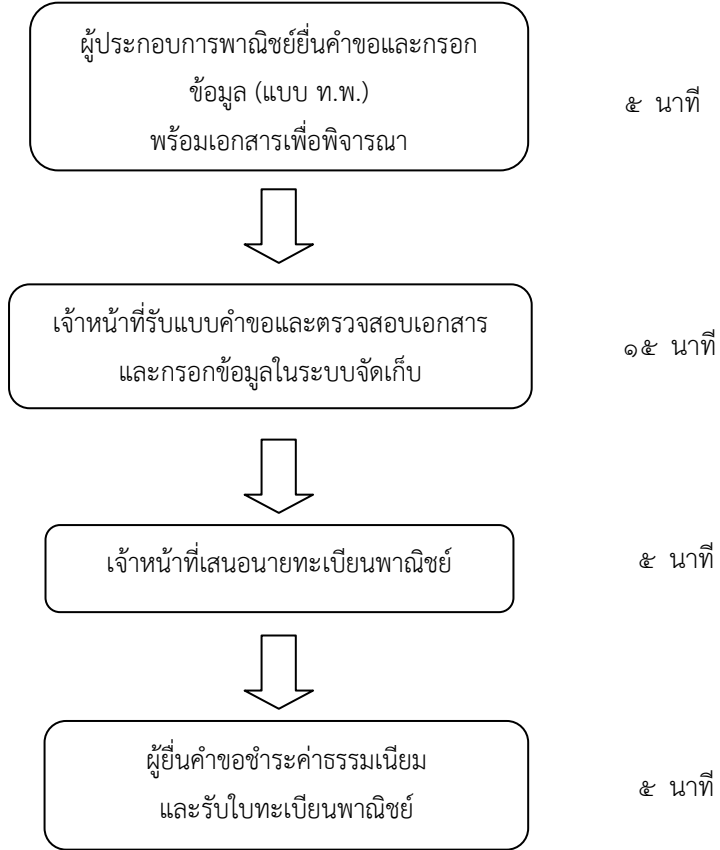 ผู้ประกอบการพาณิชย์ยื่นคำขอและกรอก
ข้อมูล (แบบ ท.พ.)
พร้อมเอกสารเพื่อพิจารณา
๕ นาที
เจ้าหน้าที่รับแบบคำขอและตรวจสอบเอกสาร
และกรอกข้อมูลในระบบจัดเก็บ
๑๕ นาที
เจ้าหน้าที่เสนอนายทะเบียนพาณิชย์
๕ นาที
ผู้ยื่นคำขอชำระค่าธรรมเนียม
และรับใบทะเบียนพาณิชย์
๕ นาที